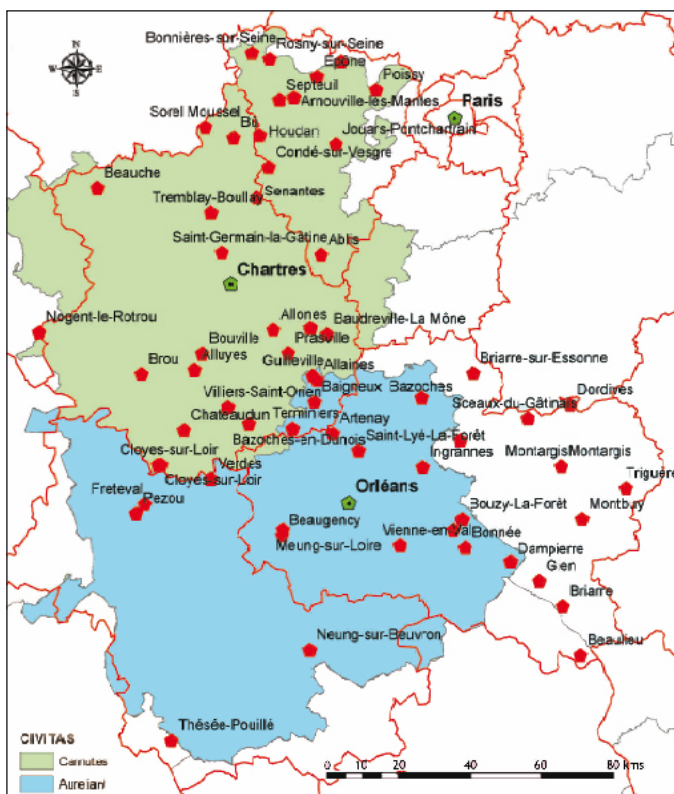 Bonnières-sur-Seine
Rosny-sur-Seine
Epone
N
E
S
Septeuil
Poissy
Arnouville-les-Mantes
Paris
Sorel Moussel
Bû
Houdan
Jouars-Pontchartrain
Condé-sur-Vesgre
Beauche
Senantes
Tremblay-Boullay
Saint-Germain-la-Gâtine
Ablis
Chartres
Nogent-le-Rotrou
Allones
Baudreville-La Mône
Bouville
Prasville
Brou
Alluyes
Guilleville
Allaines
Briarre-sur-Essonne
Baigneux
Bazoches
Dordives
Villiers-Saint-Orien
Sceaux-du-Gâtinais
Chateaudun
Terminiers
Artenay
Bazoches-en-Dunois
Saint-Lyé-La-Forêt
Cloyes-sur-Loir
Verdes
Ingrannes
Montargis
Montargis
Cloyes-sur-Loir
Triguère
Freteval
Pezou
Orléans
Beaugency
Bouzy-La-Forêt
Montbuy
Meung-sur-Loire
Vienne-en-Val
Bonnée
Dampierre
Gien
Briarre
Neung-sur-Beuvron
Beaulieu
Thésée-Pouillé
CIVITAS
Carnutes
Aureliani
0 20 40 60 80 kms